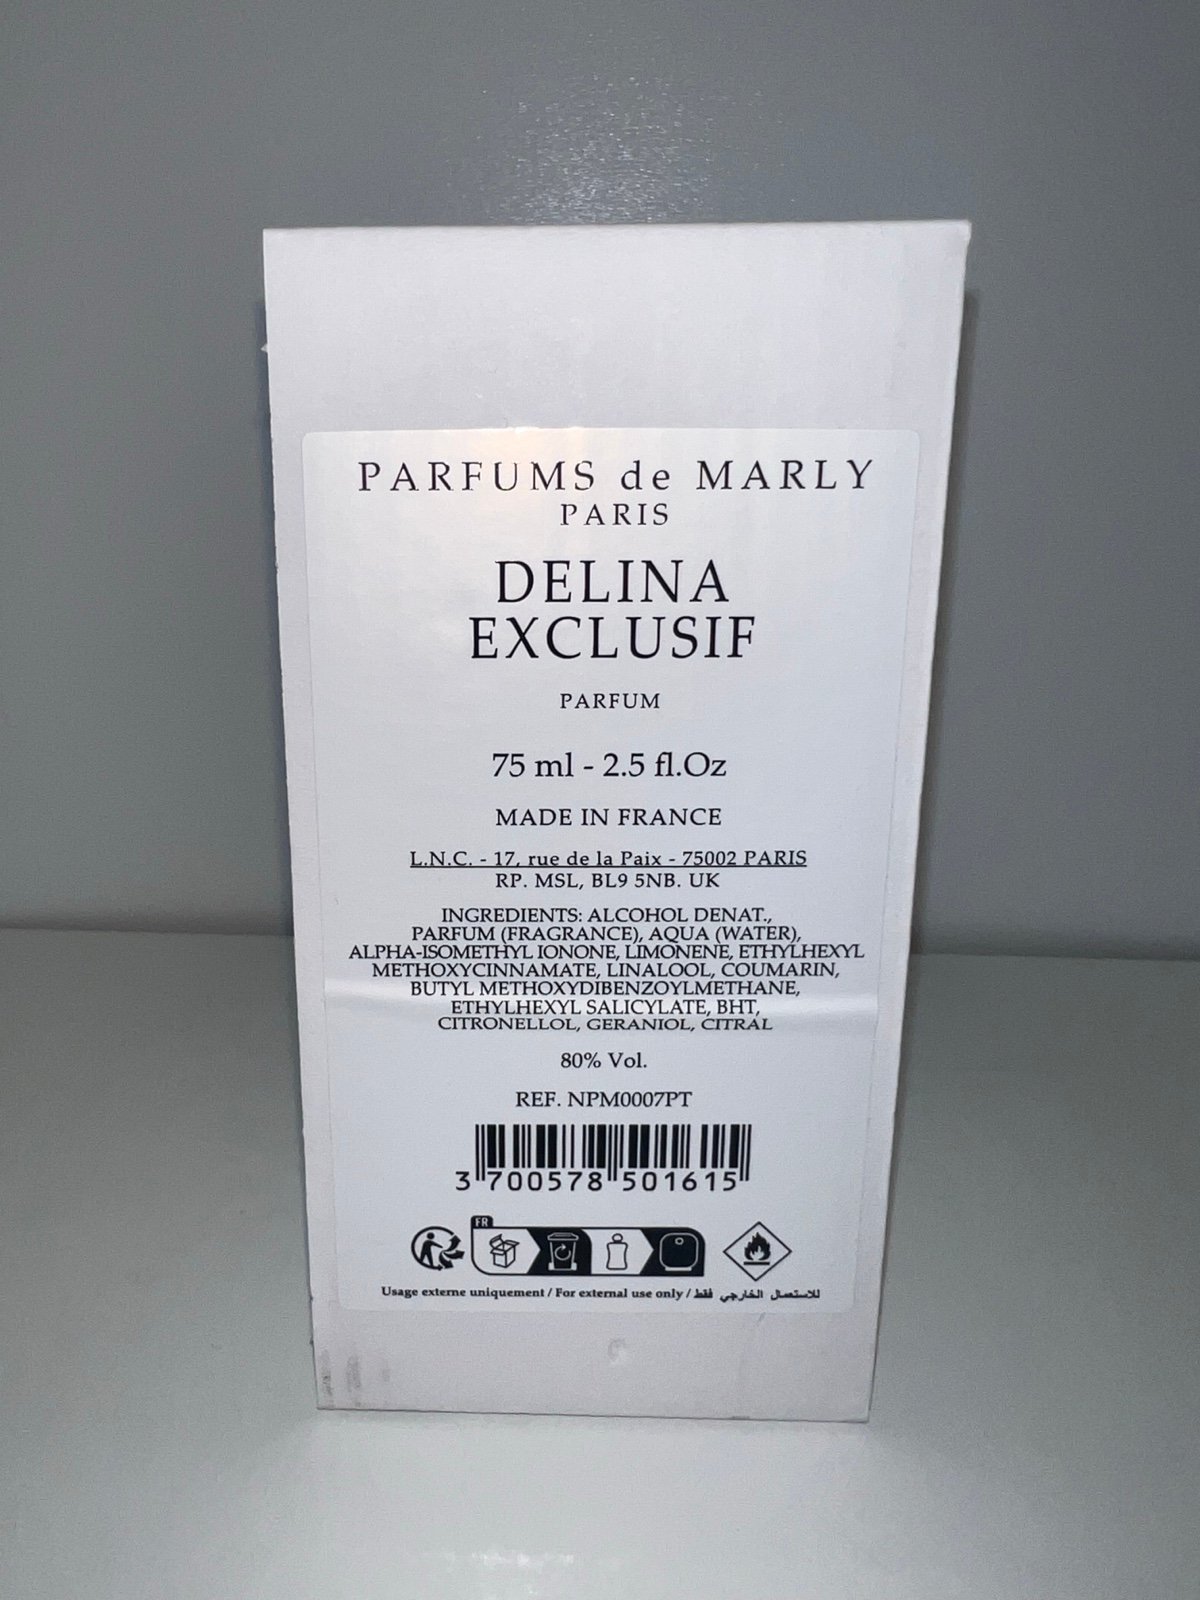 PARFUMS de MARLY
PARIS
DELINA
EXCLUSIF
PARFUM
75 ml - 2.5 fl.Oz
MADE IN FRANCE
L.N.C. - 17, rue de la Paix - 75002 PARIS
RP. MSL, BL9 5NB. UK
INGREDIENTS: ALCOHOL DENAT.,
PARFUM (FRAGRANCE), AQUA (WATER),
ALPHA-ISOMETHYL IONONE, LIMONENE, ETHYLHEXYL
METHOXYCINNAMATE, LINALOOL, COUMARIN,
BUTYL METHOXYDIBENZOYLMETHANE,
ETHYLHEXYL SALICYLATE, BHT,
CITRONELLOL, GERANIOL, CITRAL
80% Vol.
REF. NPM0007PT
3 700578 501615
FR
Usage externe uniquement / For external use only / للاستعمال الخارجي فقط